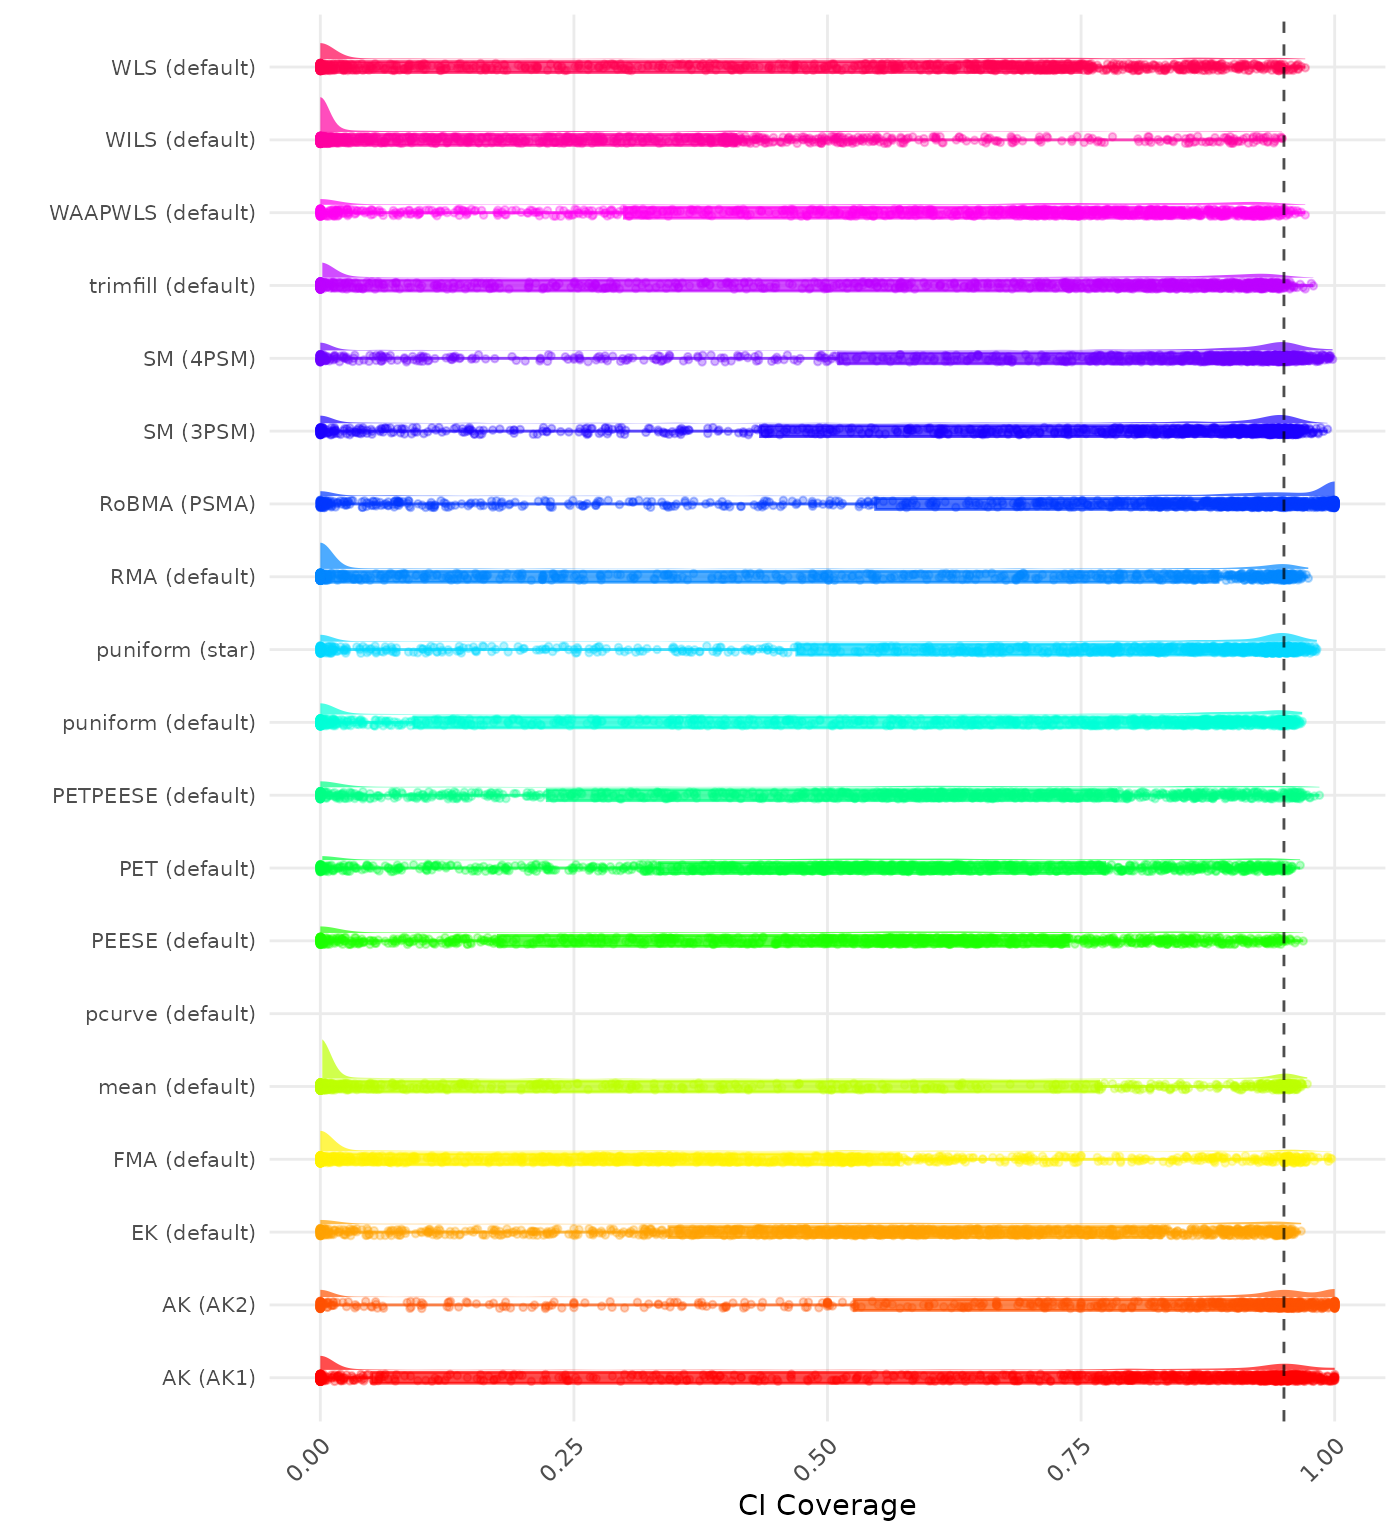 WLS (default)
WILS (default)
WAAPWLS (default)
trimfill (default)
SM (4PSM)
SM (3PSM)
RoBMA (PSMA)
RMA (default)
puniform (star)
puniform (default)
PETPEESE (default)
PET (default)
PEESE (default)
pcurve (default)
mean (default)
FMA (default)
EK (default)
AK (AK2)
AK (AK1)
0.00
0.25
0.50
0.75
1.00
CI Coverage